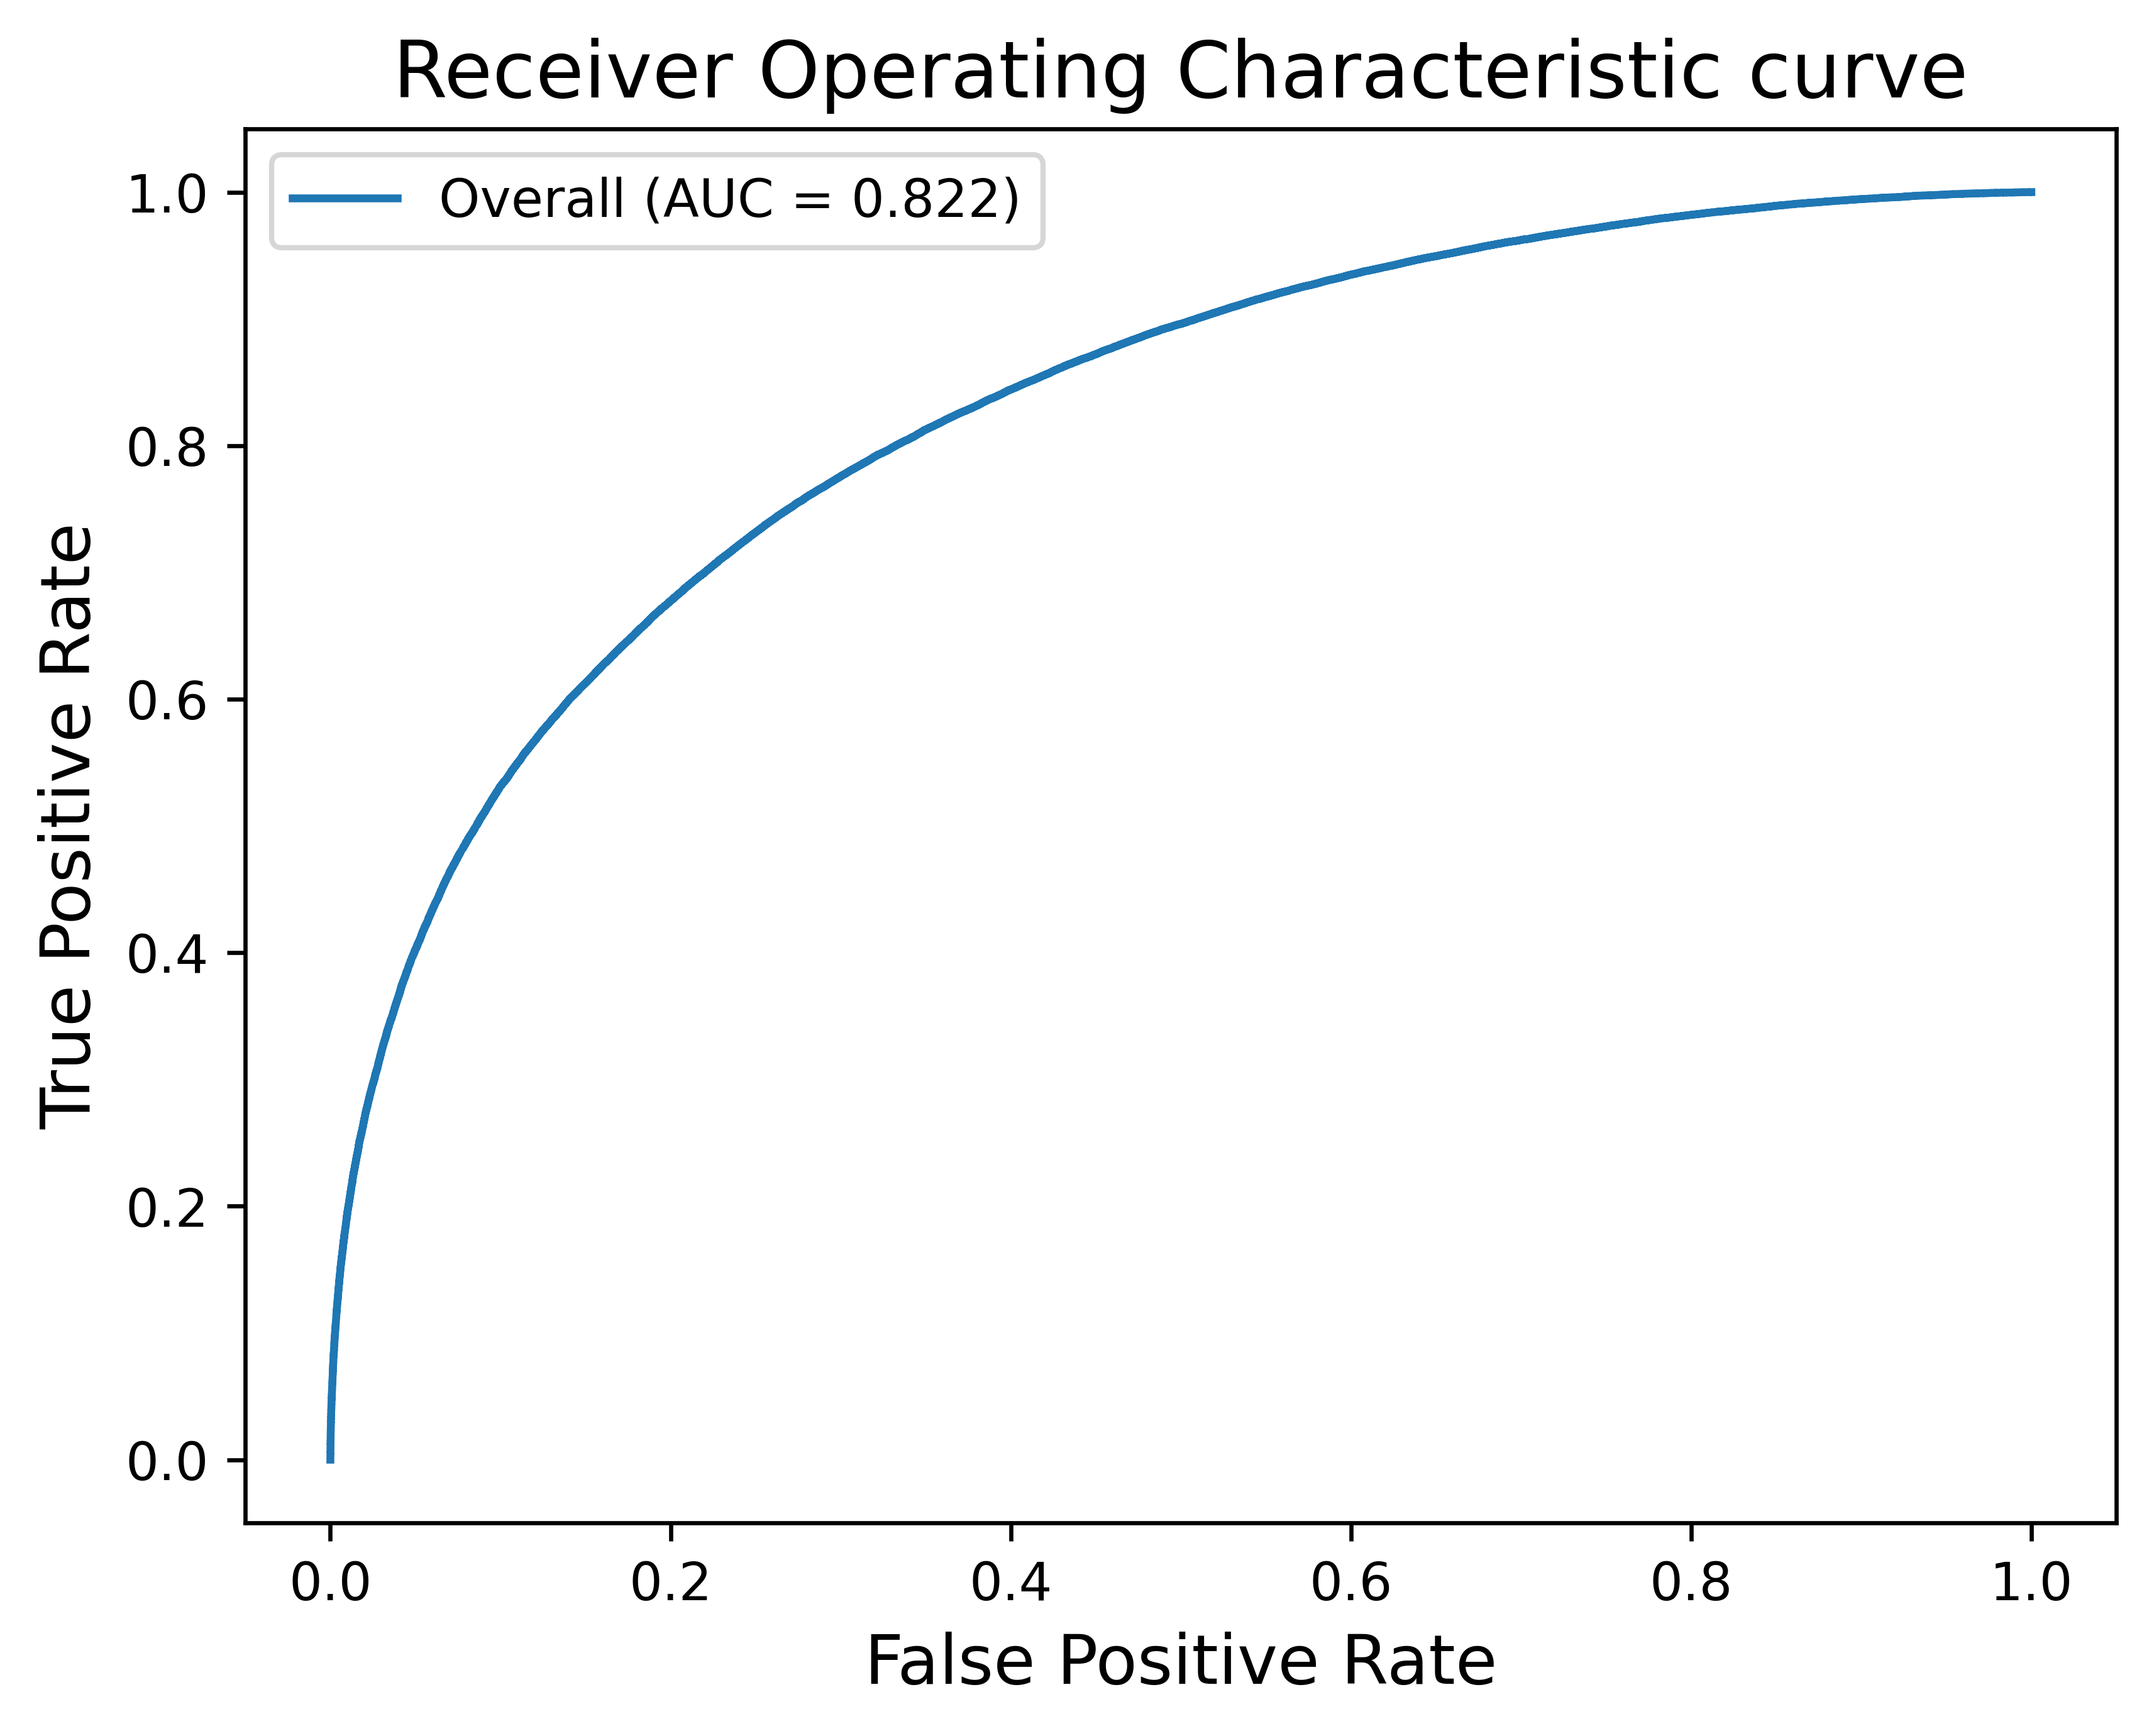 Receiver Operating Characteristic curve
Overall (AUC = 0.822)
True Positive Rate
1.0
0.8
0.6
0.4
0.2
0.0
0.0 0.2 0.4 0.6 0.8 1.0
False Positive Rate